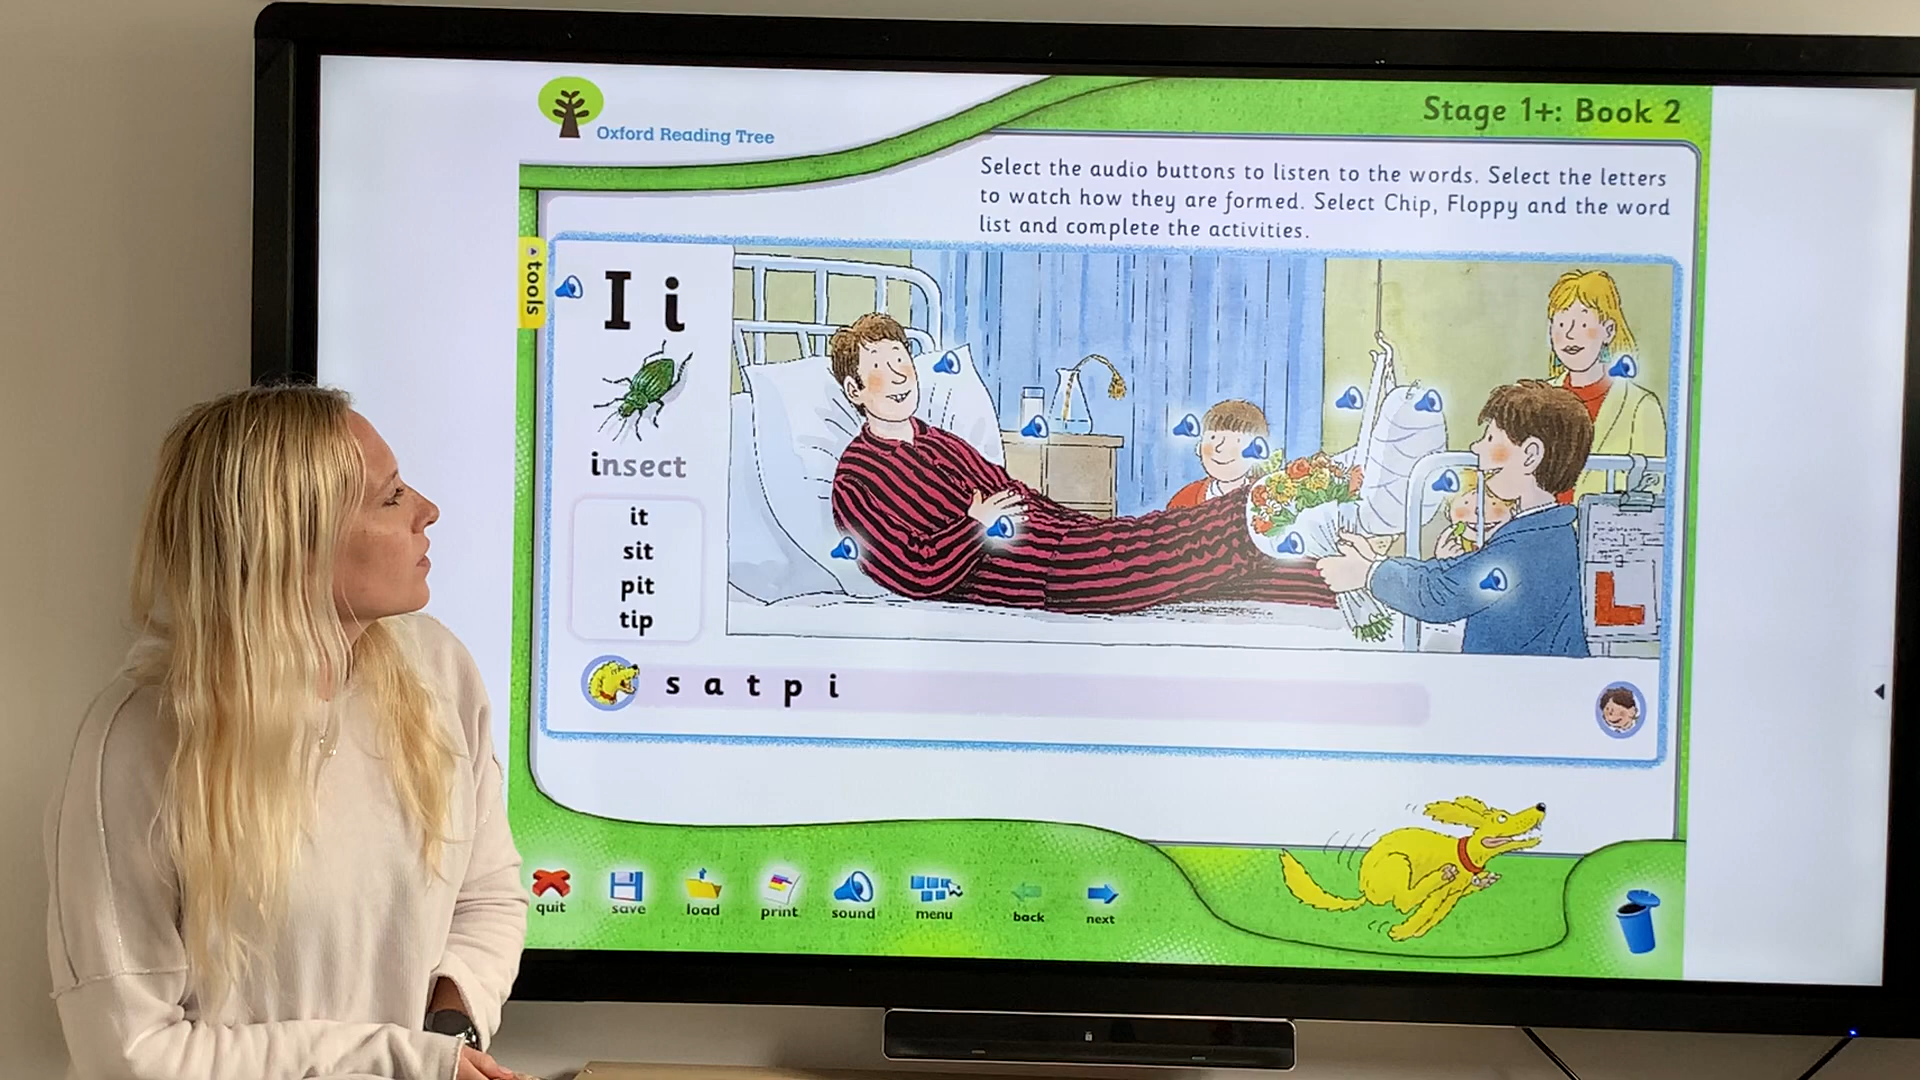 Oxford Reading Tree
Stage 1+: Book 2
Select the audio buttons to listen to the words. Select the letters
to watch how they are formed. Select Chip, Floppy and the word
list and complete the activities.
tools
I i
insect
it
sit
pit
tip
L
s a t p i
quit
save
load
print
sound
menu
back
next